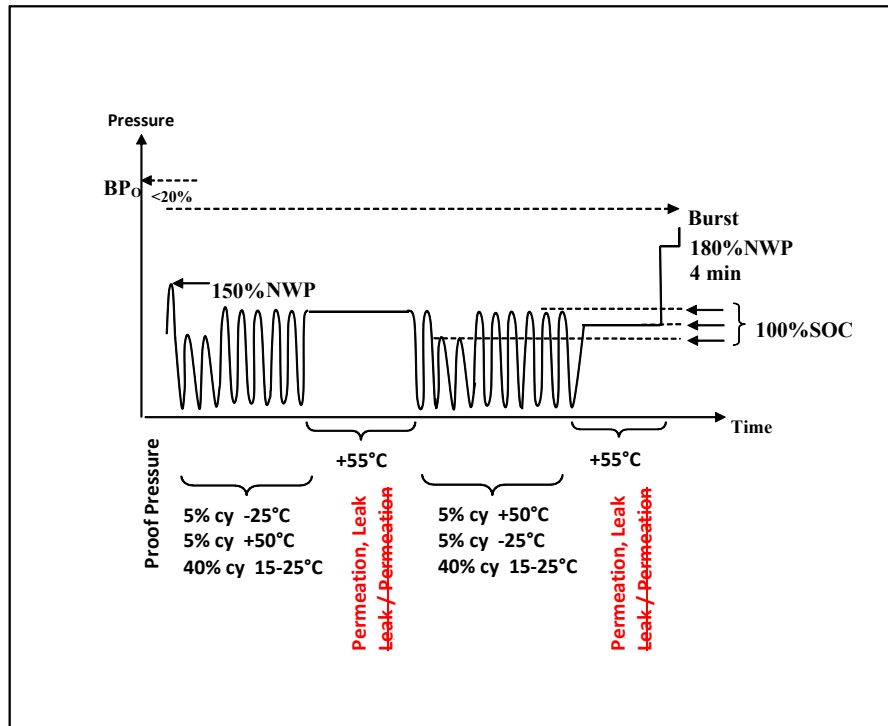 Pressure
BPO
<20%
Burst
180%NWP
4 min
150%NWP
100%SOC
Time
+55°C
+55°C
Proof Pressure
5% cy -25°C
5% cy +50°C
40% cy 15-25°C
Permeation, Leak
Leak / Permeation
5% cy +50°C
5% cy -25°C
40% cy 15-25°C
Permeation, Leak
Leak / Permeation